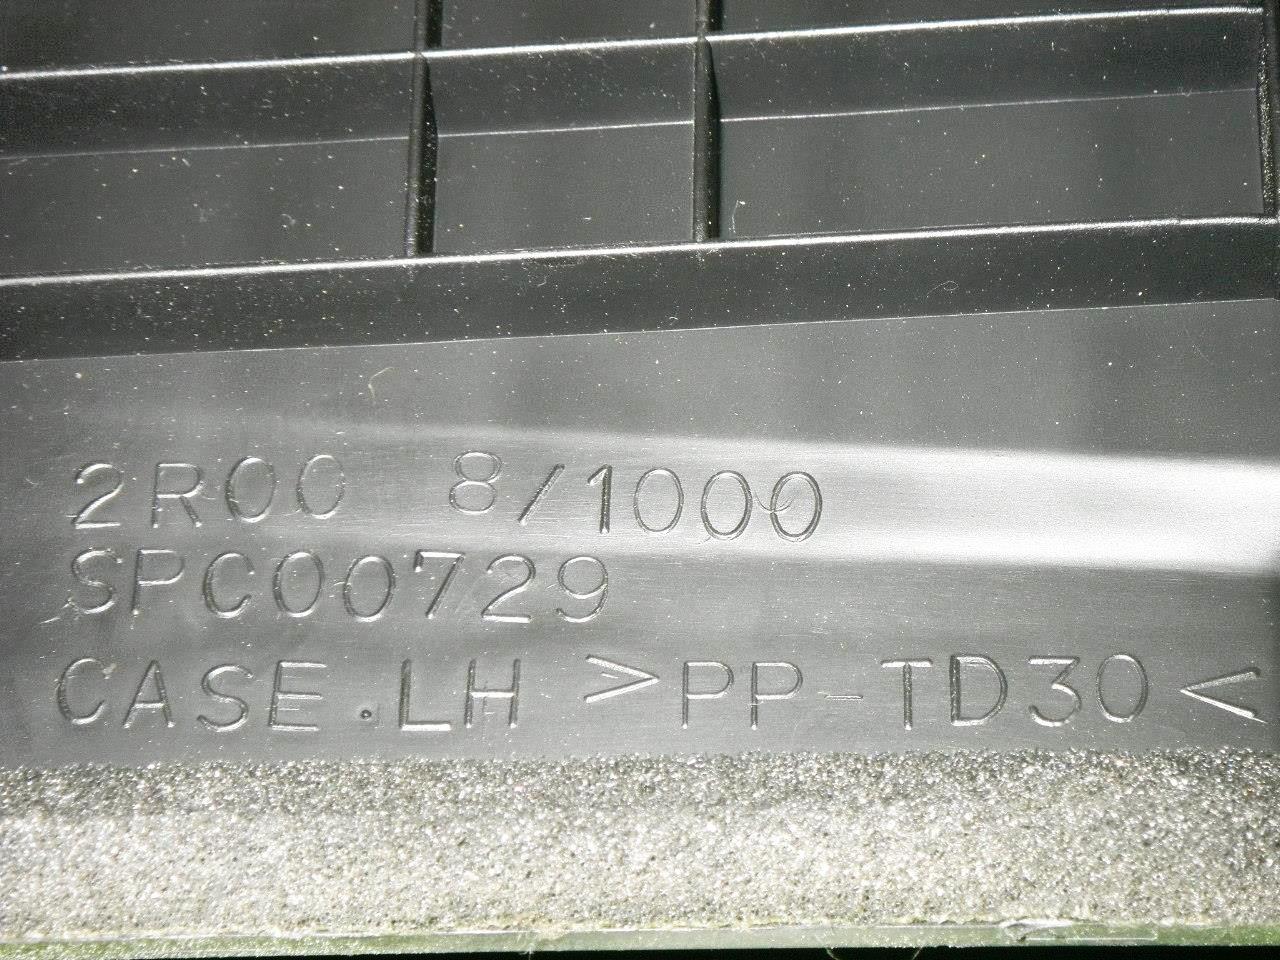 2R00 8/1000
SPC00729
CASE.LH >PP-TD30<